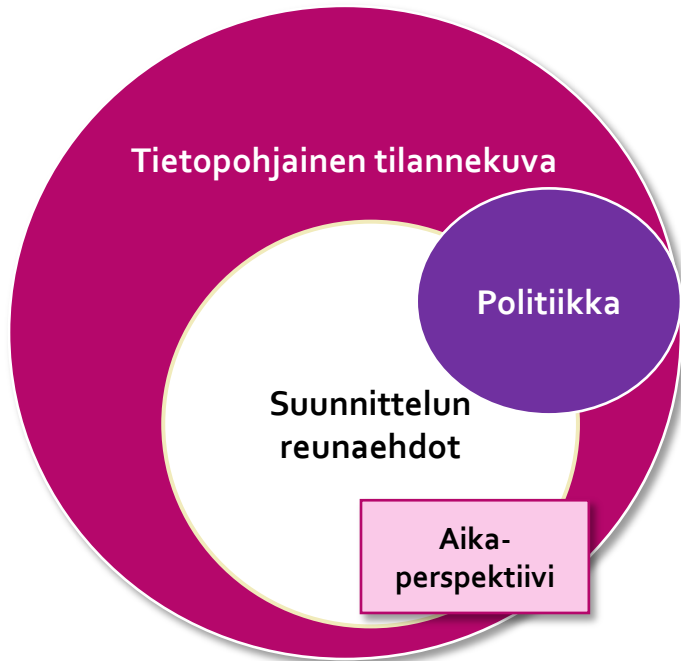 Tietopohjainen tilannekuva
Politiikka
Suunnittelun
reunaehdot
Aika-
perspektiivi